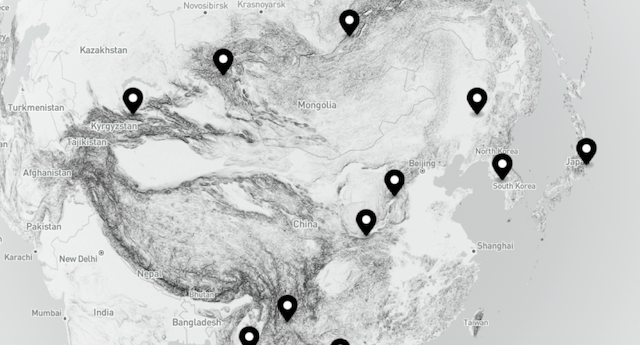 Novosibirsk
Krasnoyarsk
Kazakhstan
Mongolia
Turkmenistan
Kyrgyzstan
Tajikistan
Afghanistan
Beijing
North Korea
South Korea
China
Pakistan
Karachi
New Delhi
Nepal
Bhutan
Shanghai
Mumbai
India
Bangladesh
Taiwan